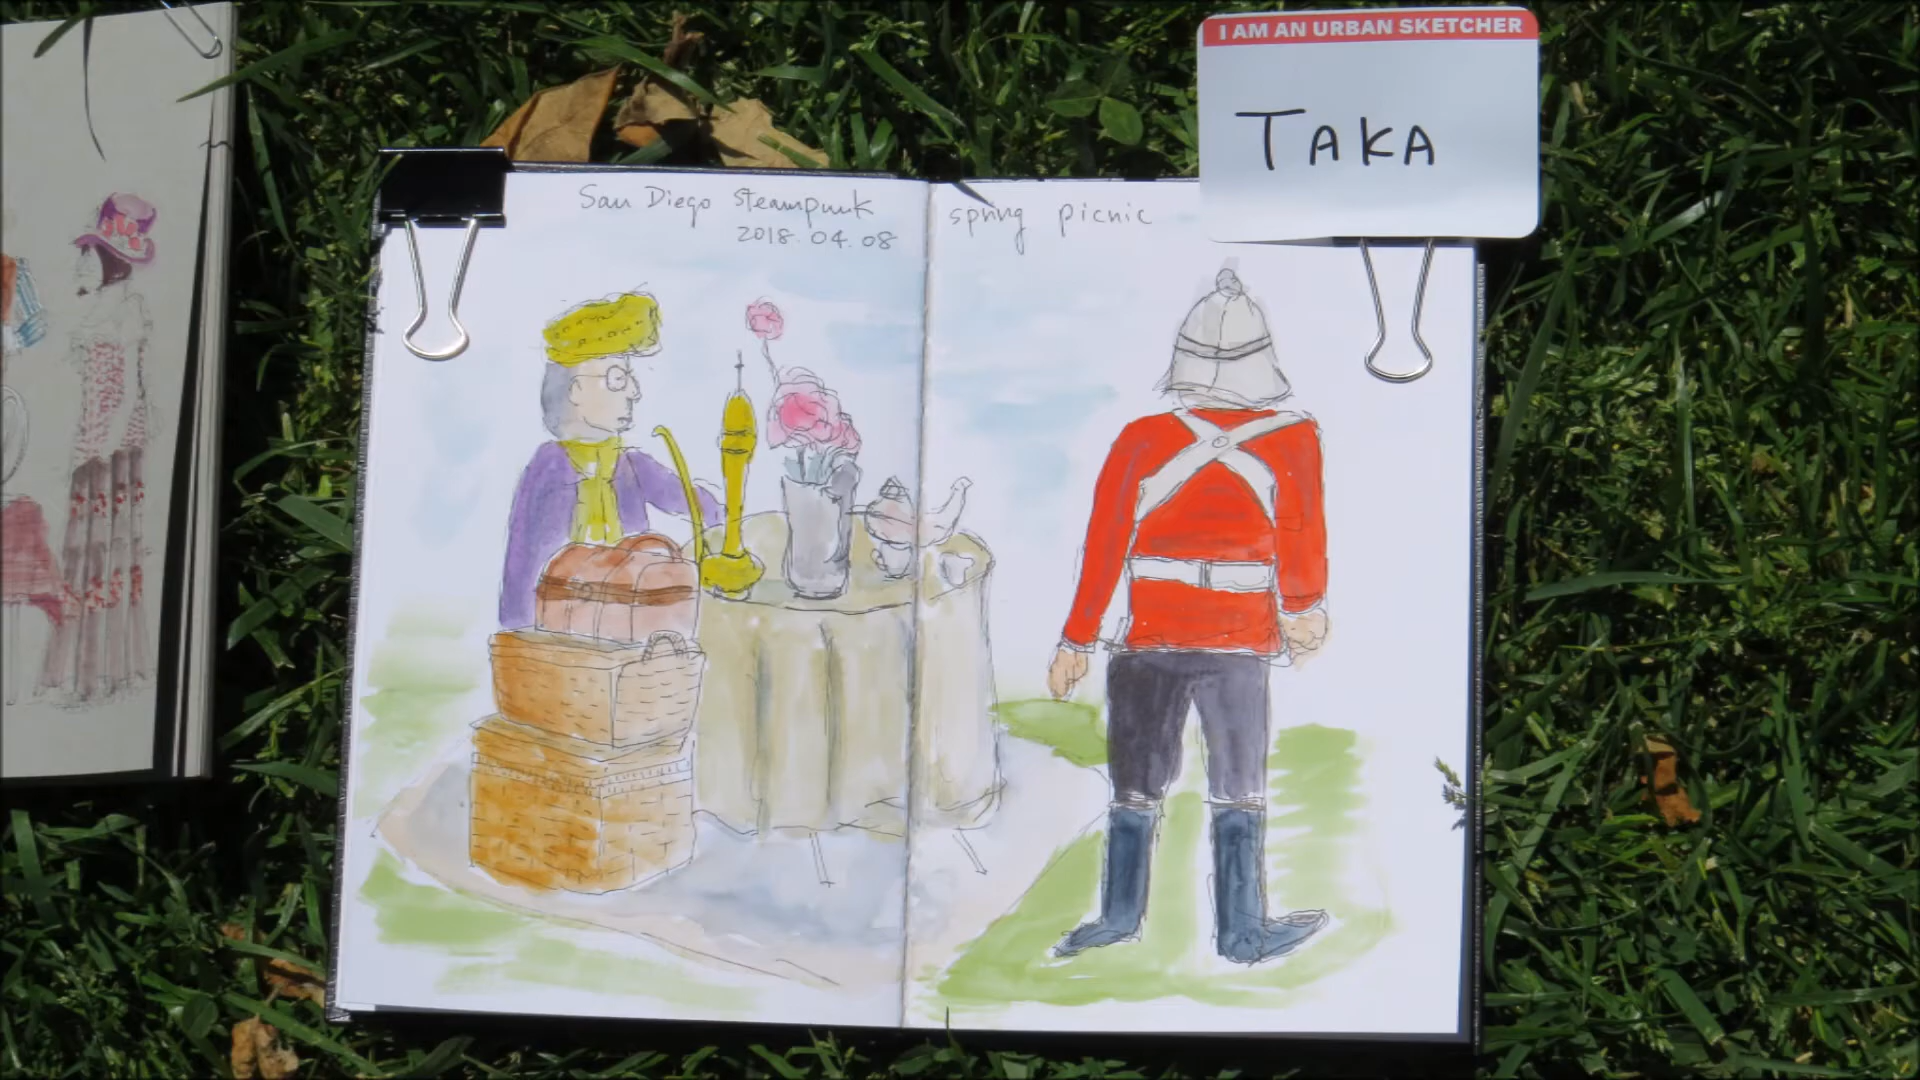 I AM AN URBAN SKETCHER
TAKA
San Diego Steampunk spring picnic
2018.04.08